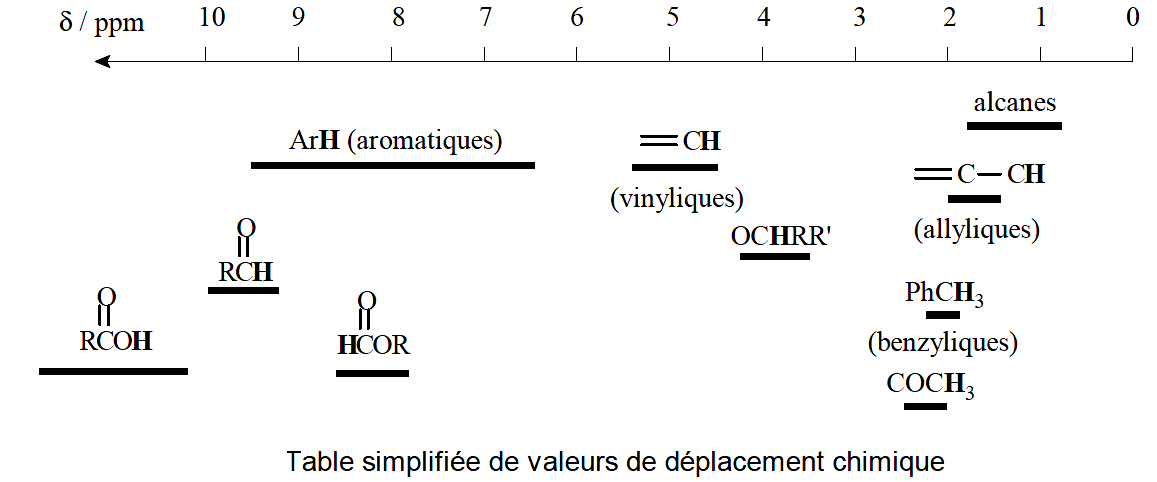 δ / ppm 10 9 8 7 6 5 4 3 2 1 0
alcanes
ArH (aromatiques)
CH
(vinyliques)
C CH
(allyliques)
O
RCH
OCHRR'
O
RCOH
O
HCOR
PhCH₃
(benzyliques)
COCH₃
Table simplifiée de valeurs de déplacement chimique